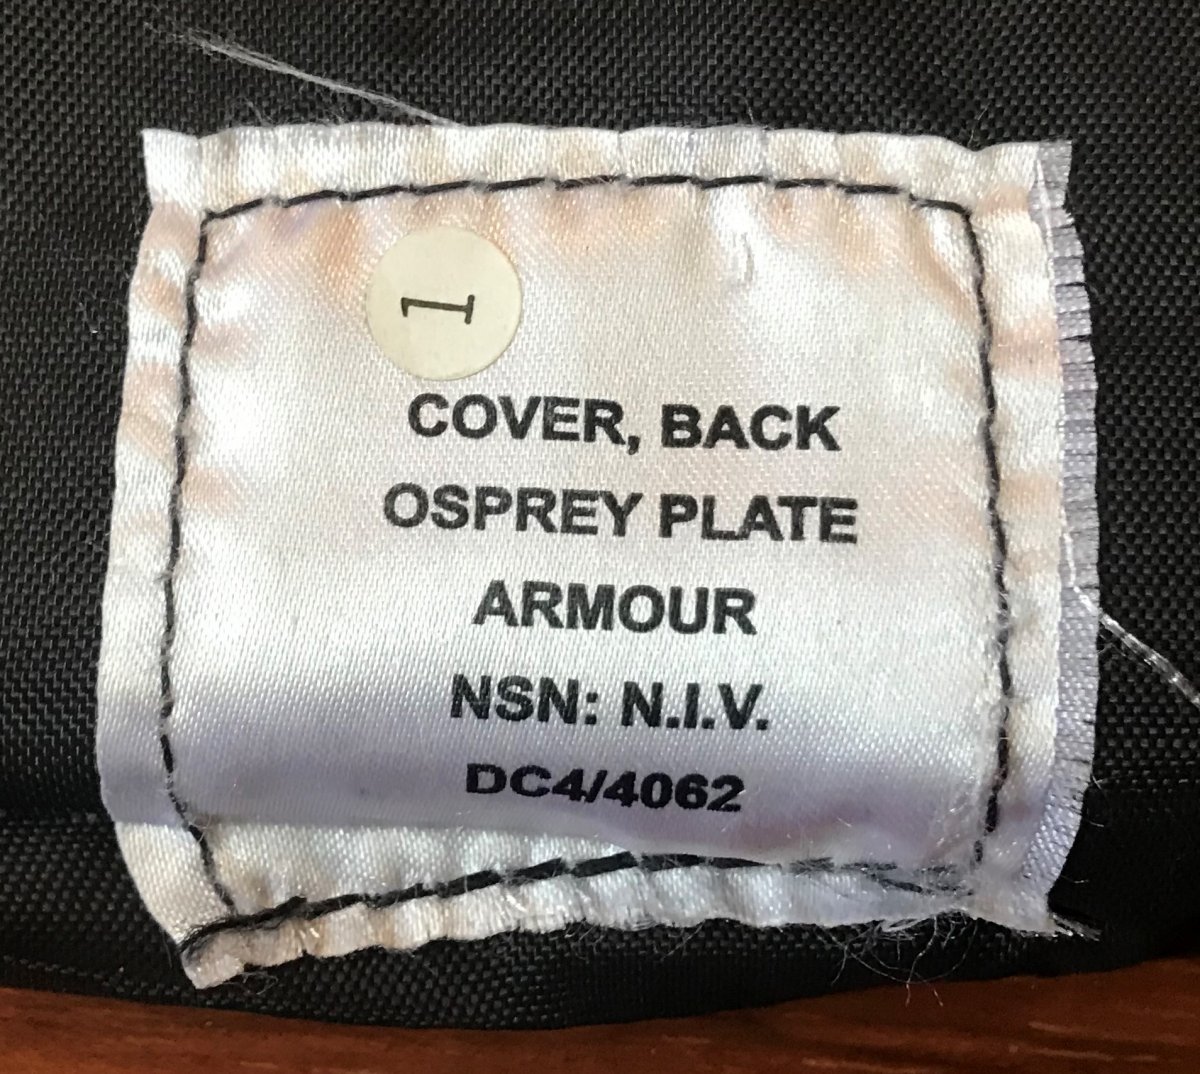 1
COVER, BACK
OSPREY PLATE
ARMOUR
NSN: N.I.V.
DC4/4062